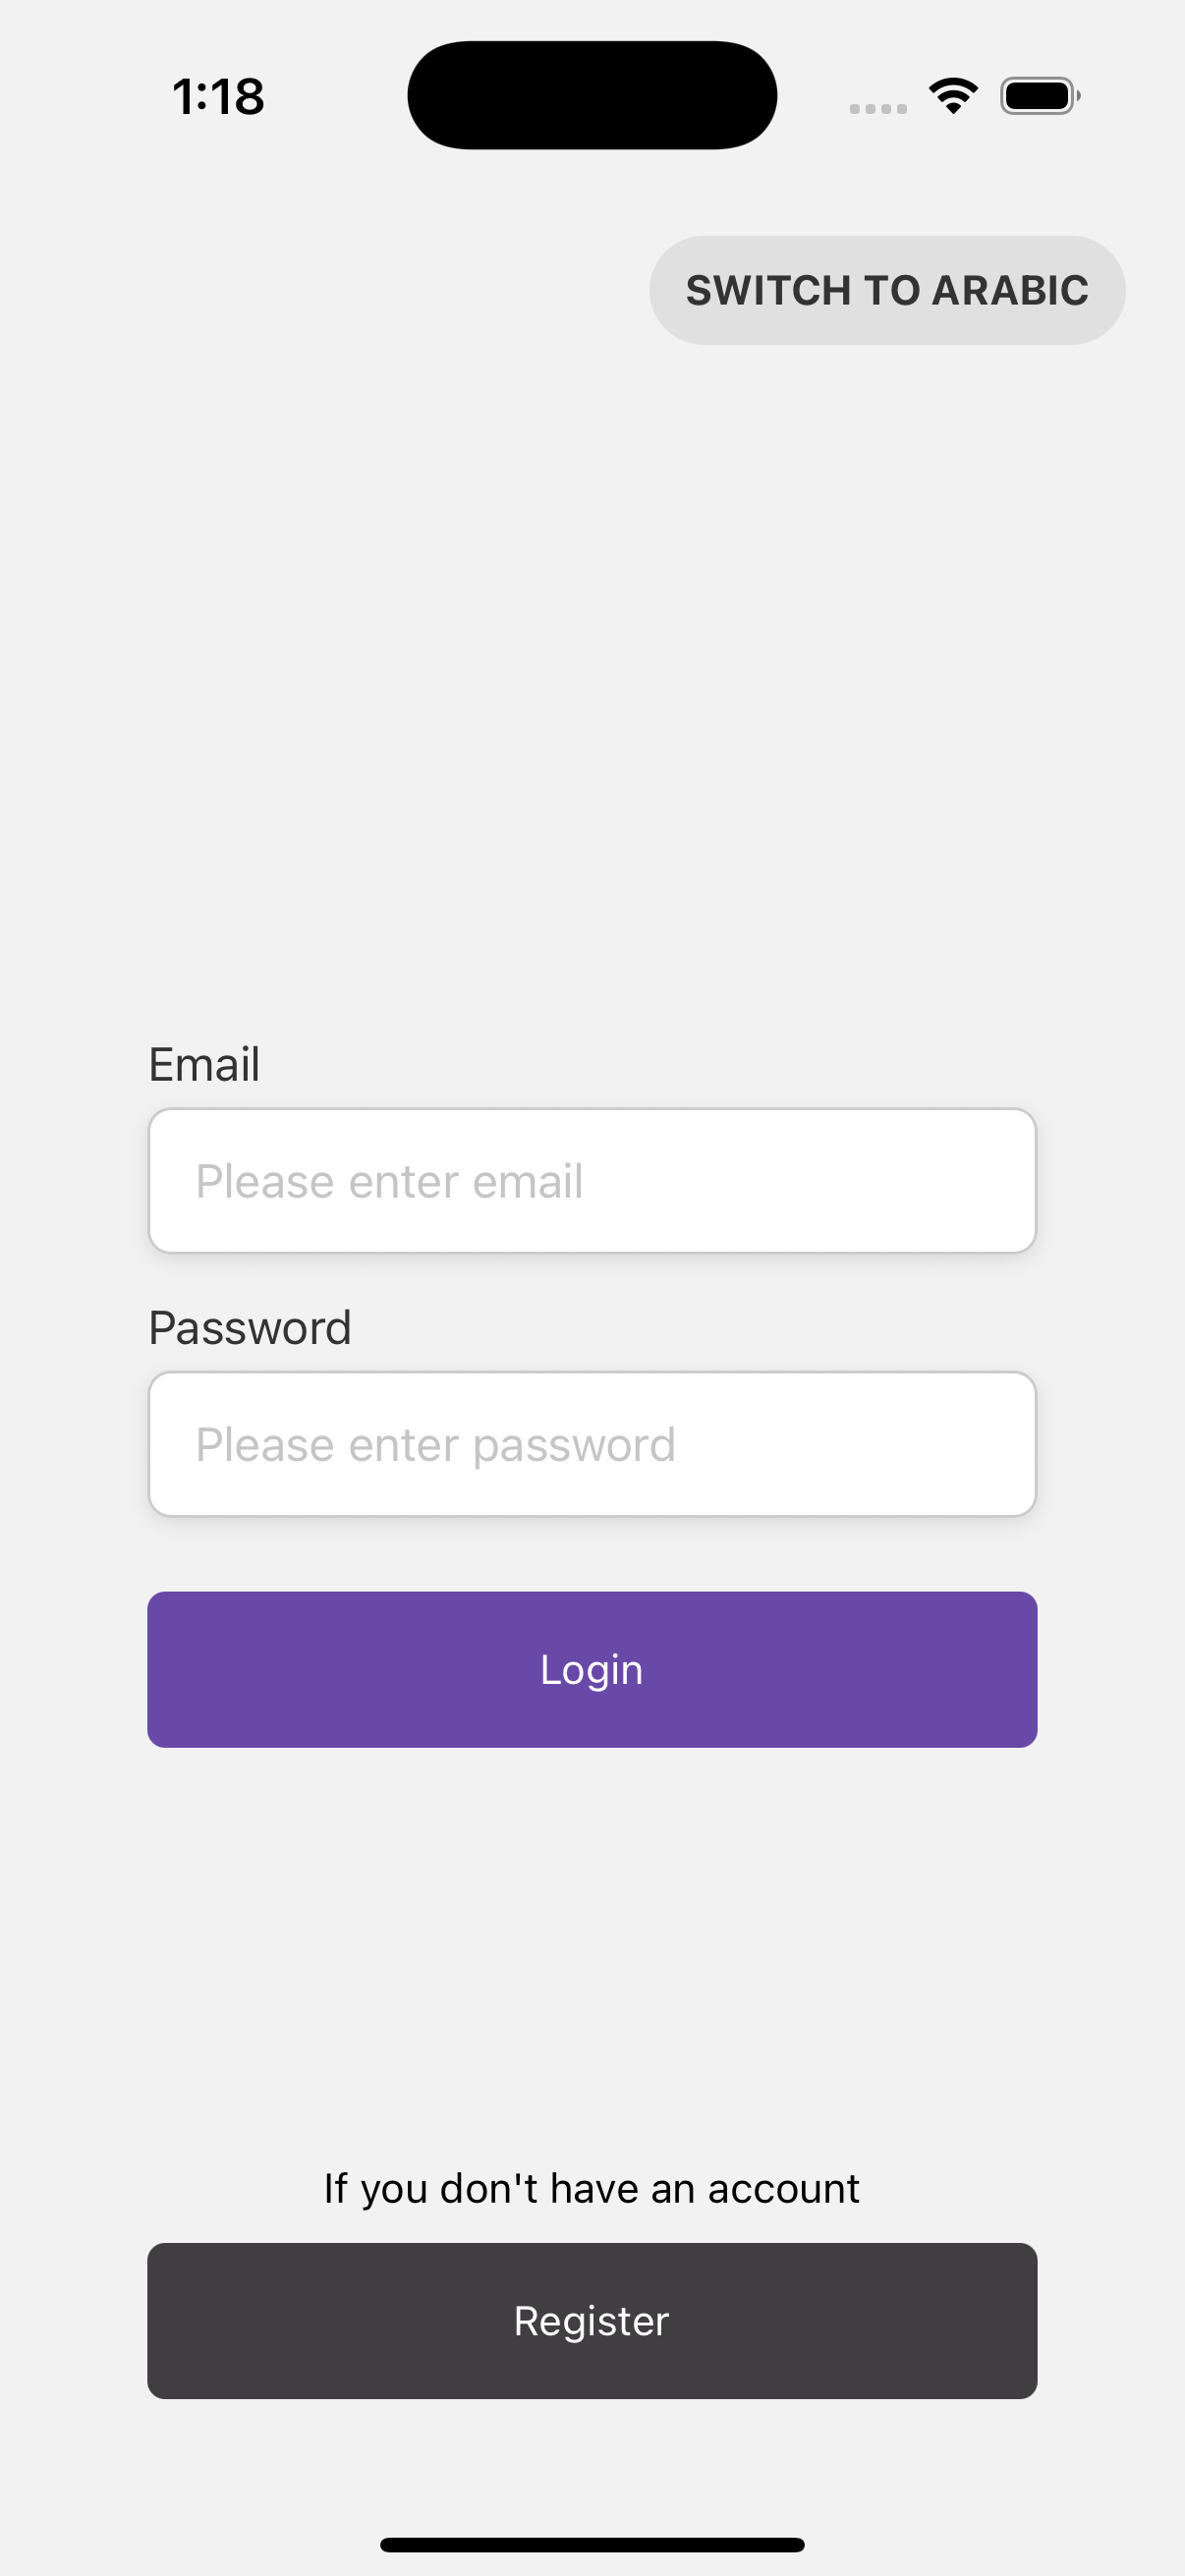 1:18
SWITCH TO ARABIC
Email
Please enter email
Password
Please enter password
Login
If you don't have an account
Register